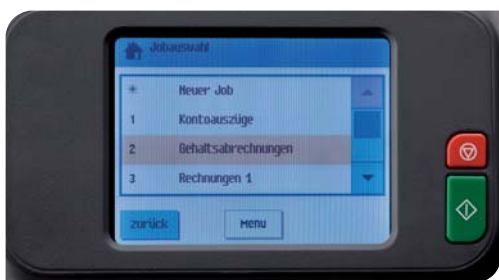 Jobauswahl
* Neuer Job
1 Kontoauszüge
2 Gehaltsabrechnungen
3 Rechnungen 1
zurück Menu